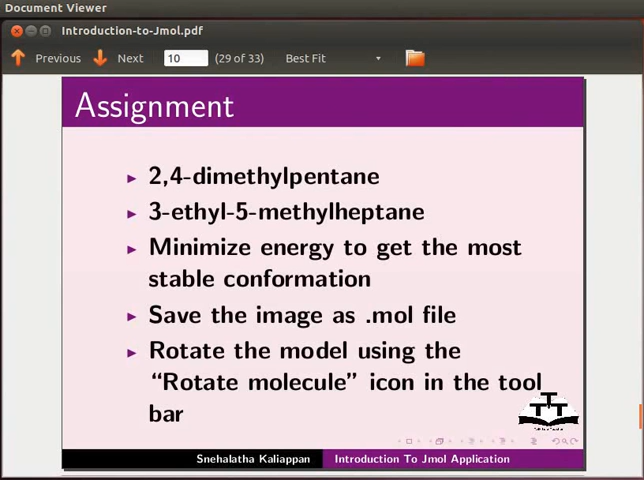 Document Viewer
Introduction-to-Jmol.pdf
Previous Next 10 (29 of 33) Best Fit
Assignment
2,4-dimethylpentane
3-ethyl-5-methylheptane
Minimize energy to get the most
stable conformation
Save the image as .mol file
Rotate the model using the
“Rotate molecule” icon in the tool
bar
Snehalatha Kaliappan Introduction To Jmol Application